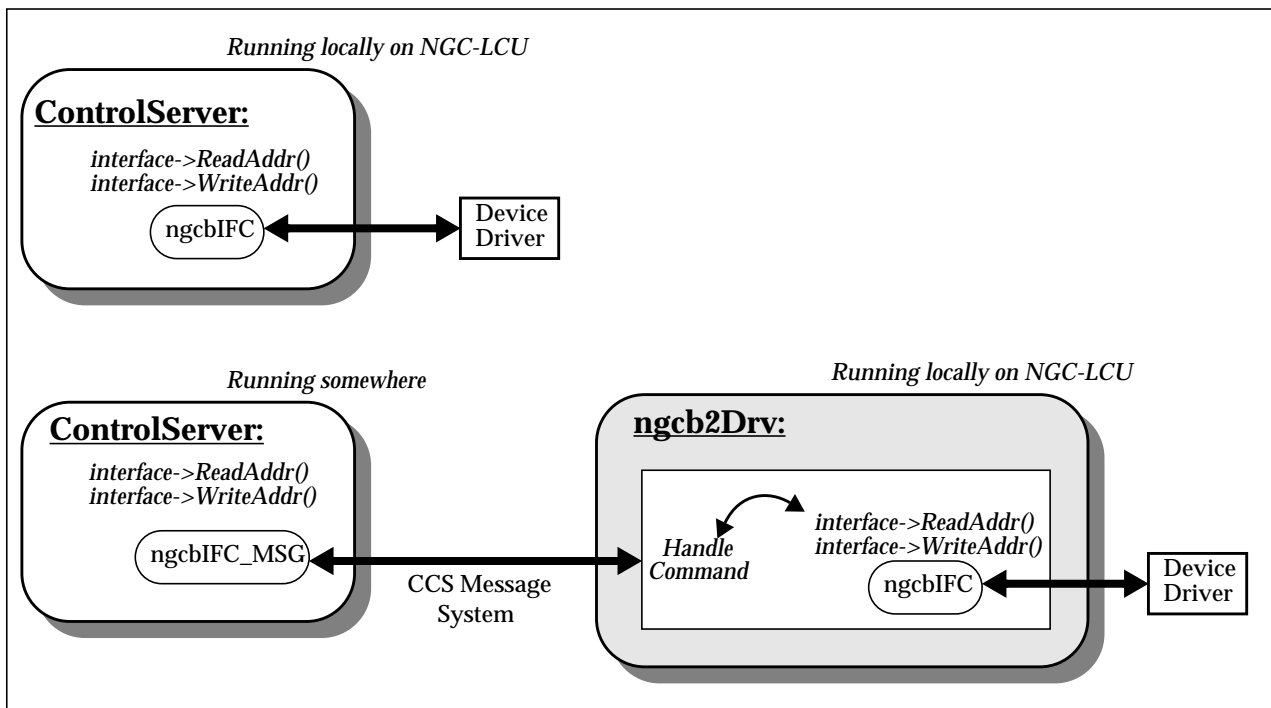 Running locally on NGC-LCU
ControlServer:
interface->ReadAddr()
interface->WriteAddr()
ngcbIFC
Device
Driver
Running somewhere
ControlServer:
interface->ReadAddr()
interface->WriteAddr()
ngcbIFC_MSG
CCS Message
System
Running locally on NGC-LCU
ngcb2Drv:
Handle
Command
interface->ReadAddr()
interface->WriteAddr()
ngcbIFC
Device
Driver